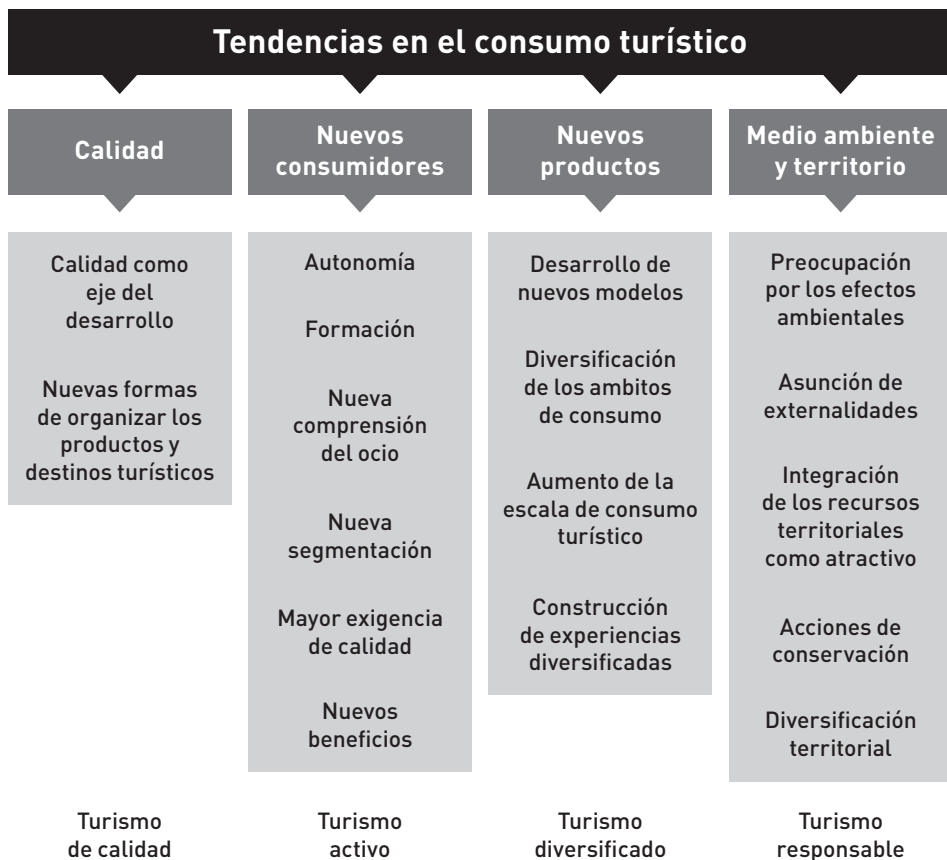 Tendencias en el consumo turístico
Calidad
Calidad como
eje del
desarrollo
Nuevas formas
de organizar los
productos y
destinos turísticos
Turismo
de calidad
Nuevos
consumidores
Autonomía
Formación
Nueva
comprensión
del ocio
Nueva
segmentación
Mayor exigencia
de calidad
Nuevos
beneficios
Turismo
activo
Nuevos
productos
Desarrollo de
nuevos modelos
Diversificación
de los ambitos
de consumo
Aumento de la
escala de consumo
turístico
Construcción
de experiencias
diversificadas
Turismo
diversificado
Medio ambiente
y territorio
Preocupación
por los efectos
ambientales
Asunción de
externalidades
Integración
de los recursos
territoriales
como atractivo
Acciones de
conservación
Diversificación
territorial
Turismo
responsable